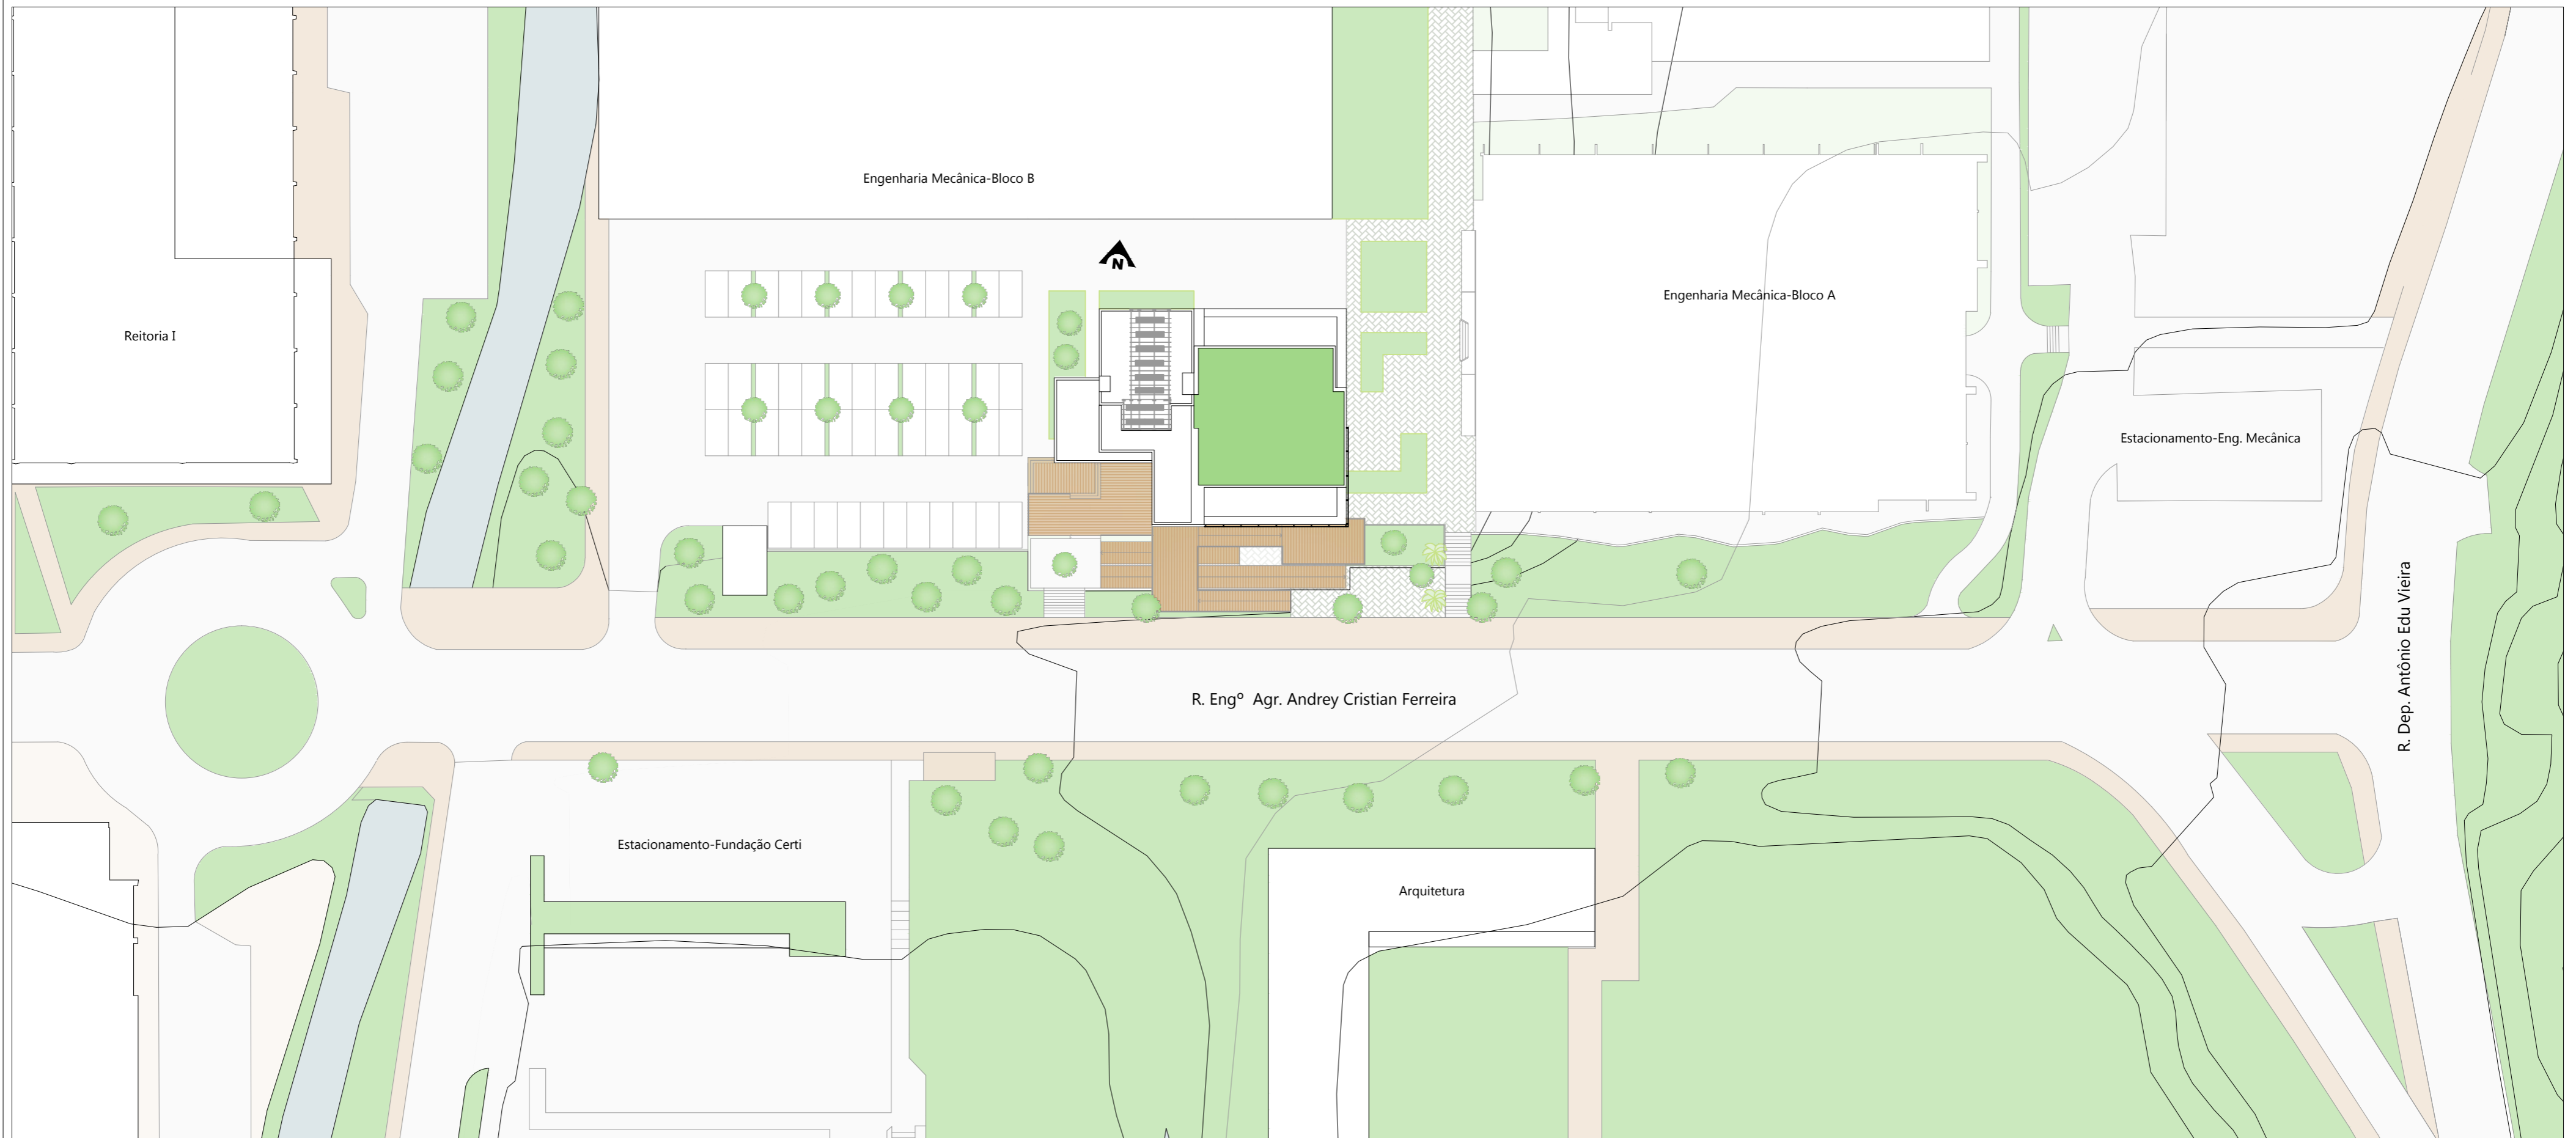 Engenharia Mecânica-Bloco B
N
Engenharia Mecânica-Bloco A
Reitoria I
Estacionamento-Eng. Mecânica
R. Engº Agr. Andrey Cristian Ferreira
R. Dep. Antônio Edu Vieira
Estacionamento-Fundação Certi
Arquitetura